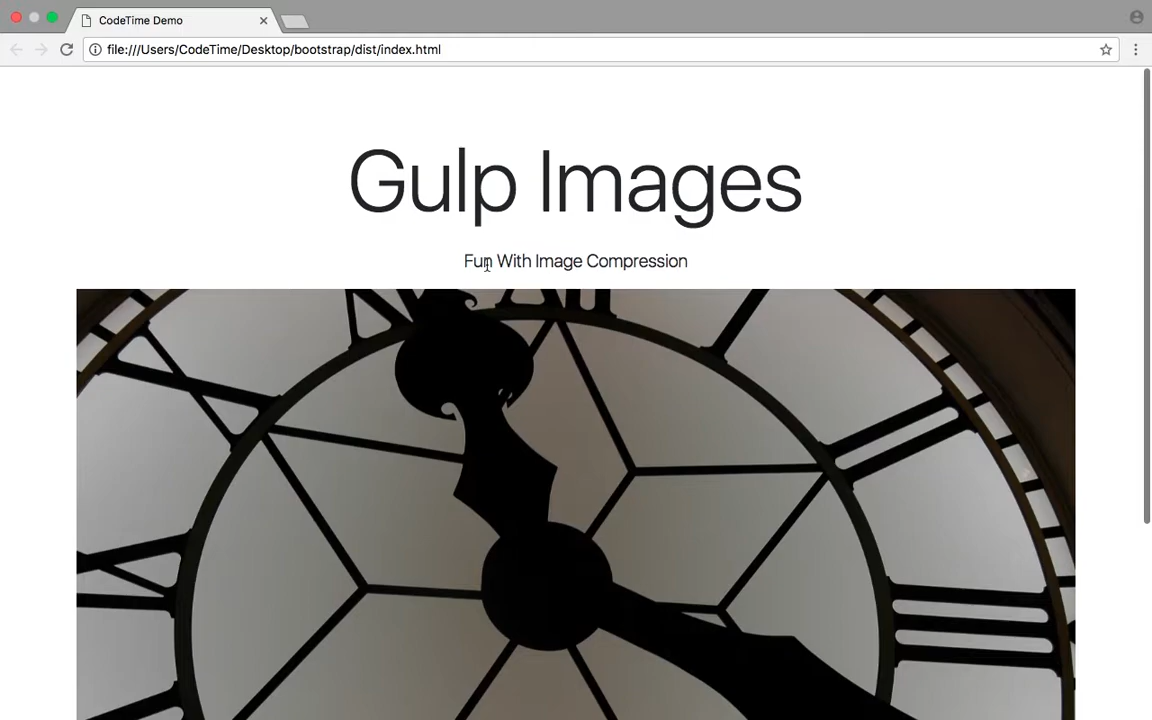 CodeTime Demo
file:///Users/CodeTime/Desktop/bootstrap/dist/index.html
Gulp Images
Fun With Image Compression